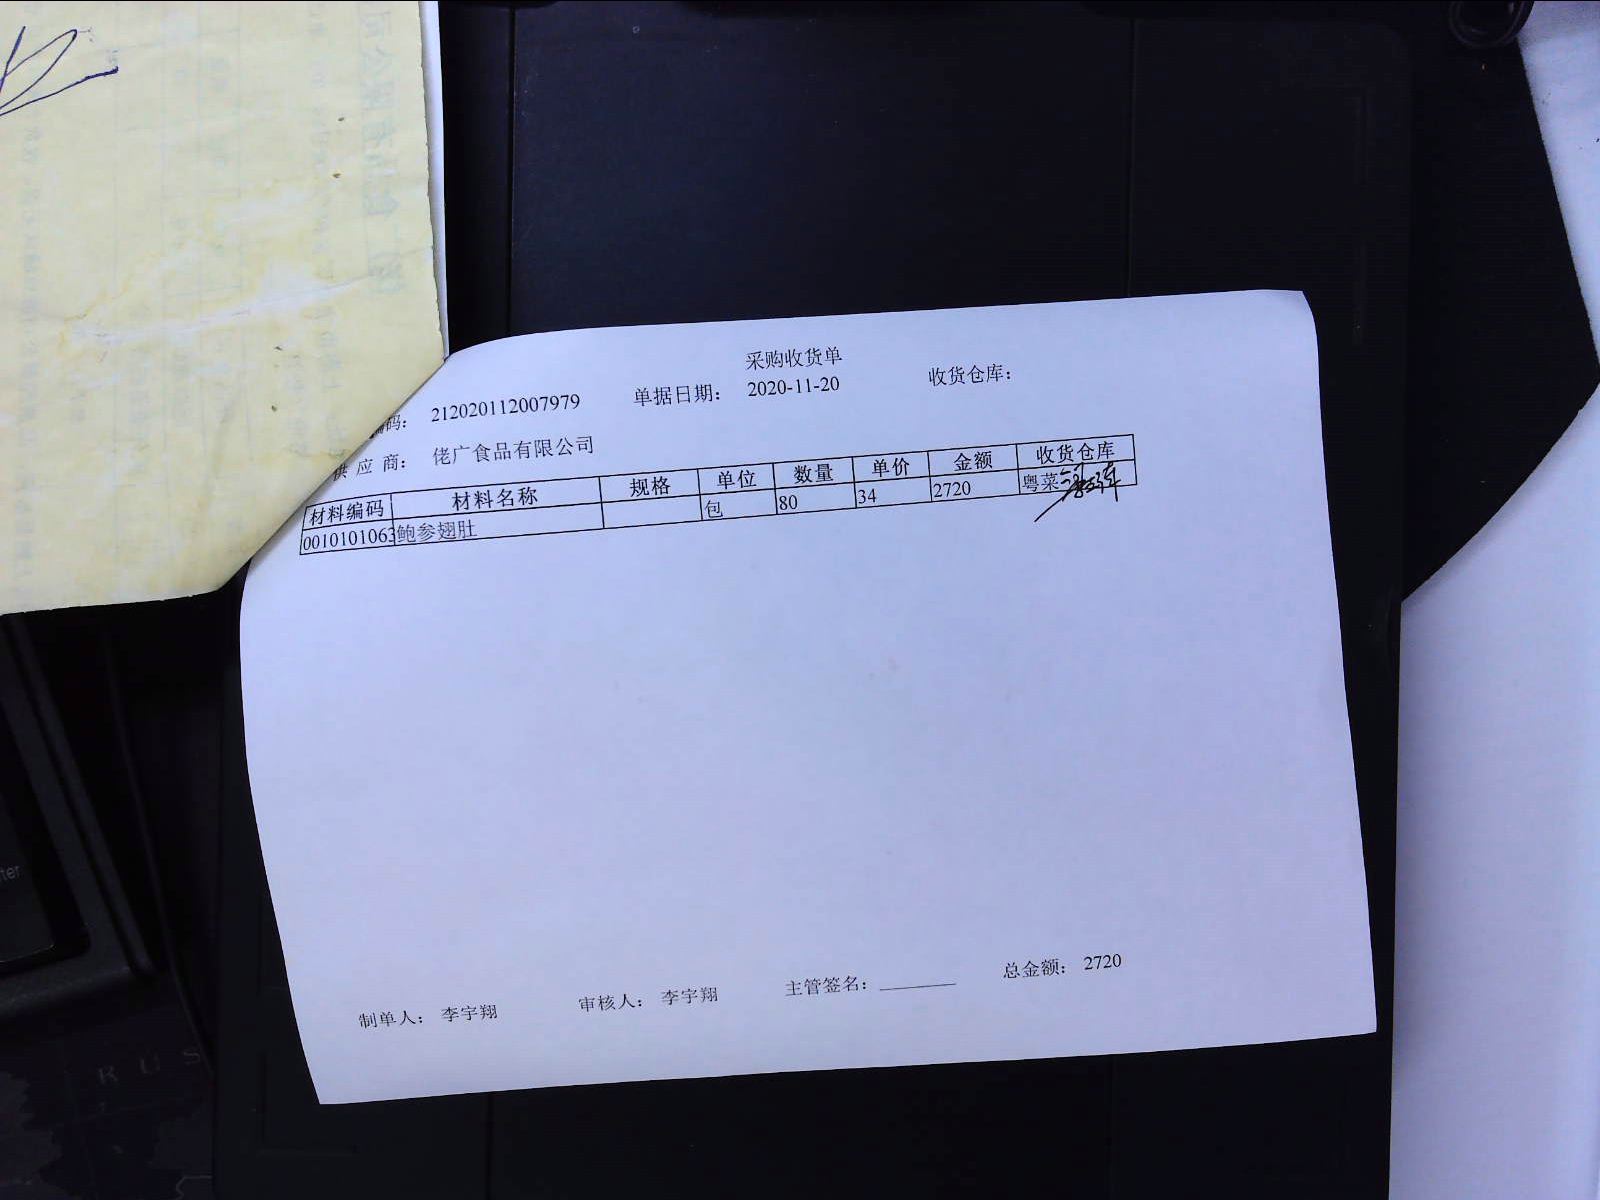 采购收货单
编码： 212020112007979 单据日期： 2020-11-20 收货仓库：
供应商： 佬广食品有限公司
材料编码 材料名称 规格 单位 数量 单价 金额 收货仓库
0010101063 鲍参翅肚 包 80 34 2720 粤菜
制单人： 李宇翔 审核人： 李宇翔 主管签名： 总金额： 2720